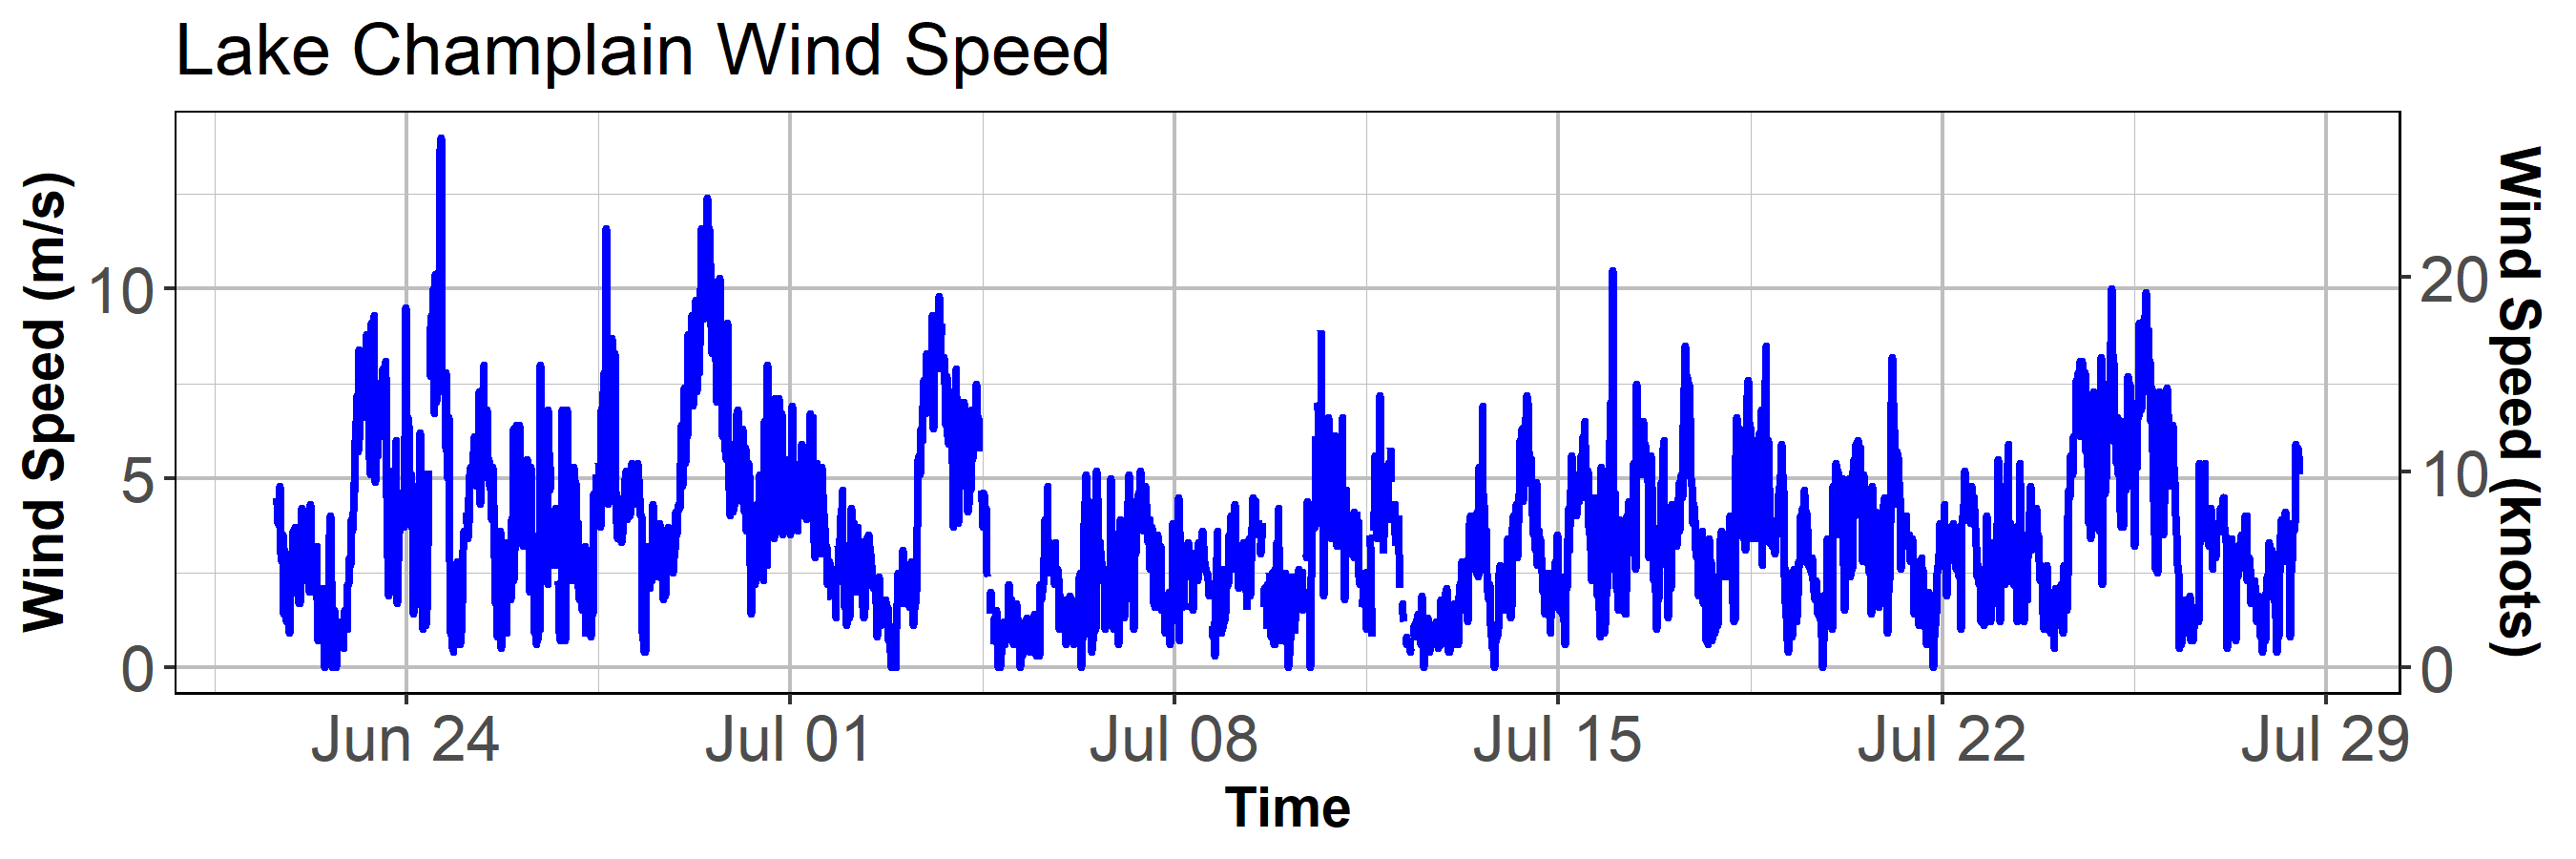 Lake Champlain Wind Speed
Wind Speed (m/s)
10
5
0
20
10
0
Wind Speed (knots)
Jun 24
Jul 01
Jul 08
Jul 15
Jul 22
Jul 29
Time